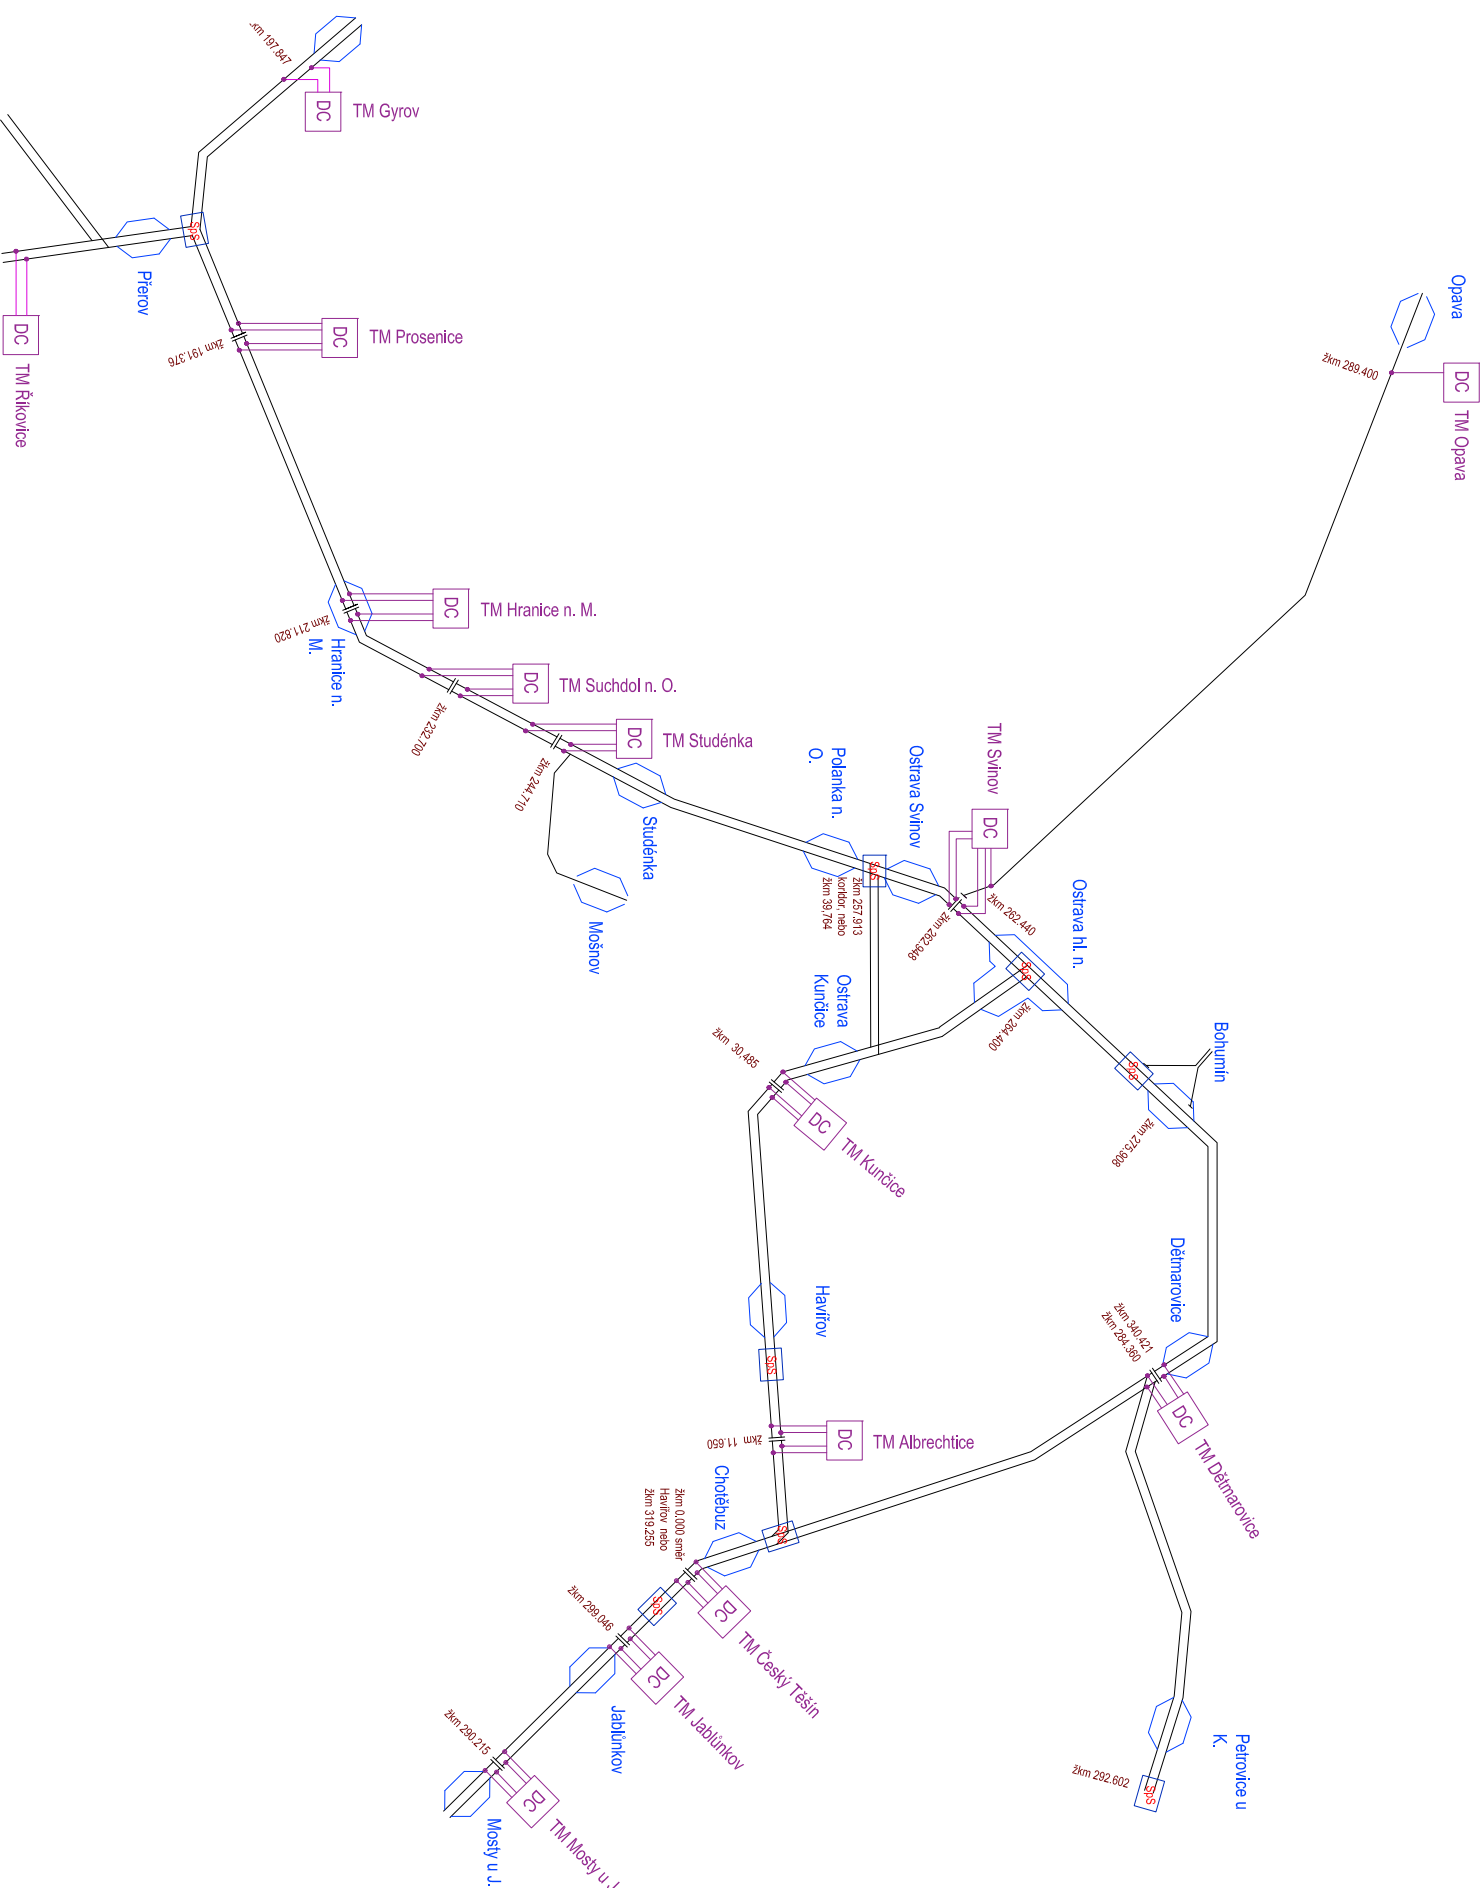 žkm 197.847
DC
TM Gyrov
SpS
Přerov
DC
TM Říkovice
DC
TM Prosenice
žkm 191.376
DC
TM Hranice n. M.
žkm 211.820
Hranice n.
M.
DC
TM Suchdol n. O.
žkm 232.700
DC
TM Studénka
žkm 244.710
Studénka
Mošnov
Opava
DC
TM Opava
žkm 289.400
TM Svinov
DC
Ostrava Svinov
Polanka n.
O.
SpS
žkm 257.913
koridor, nebo
žkm 39,764
žkm 262.440
žkm 262.948
Ostrava hl. n.
SpS
žkm 264.400
Ostrava
Kunčice
žkm 30,485
DC
TM Kunčice
Bohumín
SpS
žkm 275.908
Dětmarovice
žkm 340.421
žkm 284.360
DC
TM Dětmarovice
Havířov
SpS
DC
TM Albrechtice
žkm 11.650
Chotěbuz
SpS
žkm 0.000 směr
Havířov nebo
žkm 319.255
DC
TM Český Těšín
SpS
žkm 299.046
DC
TM Jablůnkov
Jablůnkov
žkm 290.215
DC
TM Mosty u J.
Mosty u J.
Petrovice u
K.
žkm 292.602
SpS